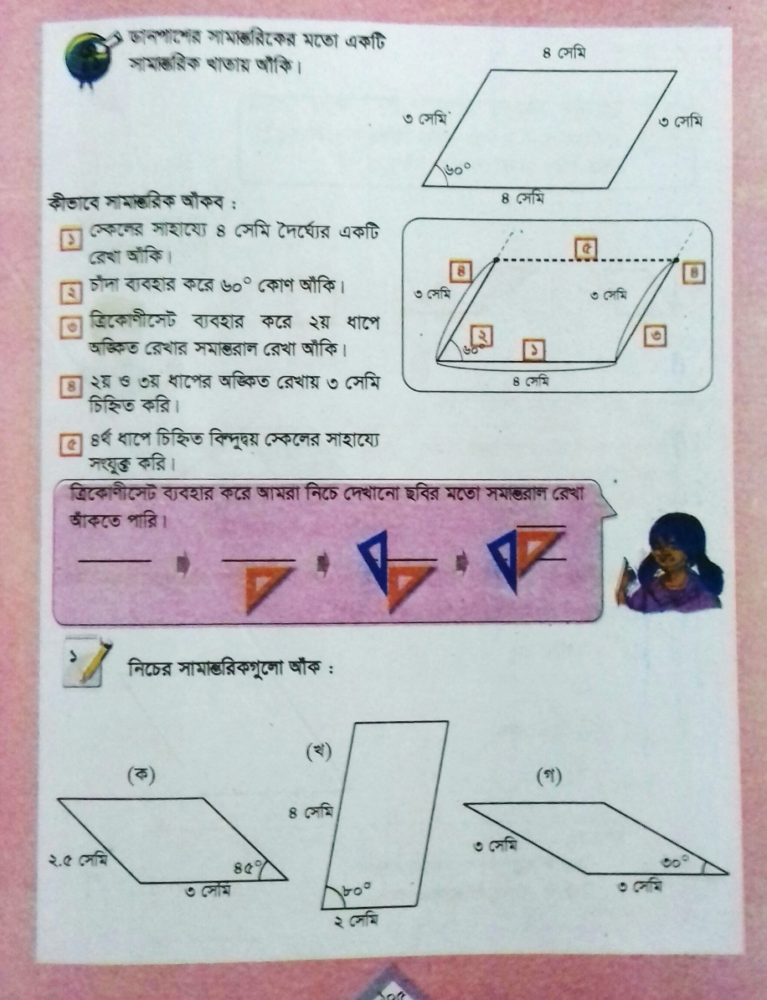 ডানপাশের সামান্তরিকের মতো একটি
সামান্তরিক খাতায় আঁকি।
৪ সেমি
৩ সেমি
৩ সেমি
৬০°
৪ সেমি
কীভাবে সামান্তরিক আঁকব :
১ স্কেলের সাহায্যে ৪ সেমি দৈর্ঘ্যের একটি
রেখা আঁকি।
২ চাঁদা ব্যবহার করে ৬০° কোণ আঁকি।
৩ ত্রিকোণীসেট ব্যবহার করে ২য় ধাপে
অঙ্কিত রেখার সমান্তরাল রেখা আঁকি।
৪ ২য় ও ৩য় ধাপের অঙ্কিত রেখায় ৩ সেমি
চিহ্নিত করি।
৫ ৪র্থ ধাপে চিহ্নিত বিন্দুদ্বয় স্কেলের সাহায্যে
সংযুক্ত করি।
৫
৪
৪
৩ সেমি
৩ সেমি
২
৩
৬০°
১
৪ সেমি
ত্রিকোণীসেট ব্যবহার করে আমরা নিচে দেখানো ছবির মতো সমান্তরাল রেখা
আঁকতে পারি।
১
নিচের সামান্তরিকগুলো আঁক :
(ক)
২.৫ সেমি
৪৫°
৩ সেমি
(খ)
৪ সেমি
৮০°
২ সেমি
(গ)
৩ সেমি
৩০°
৩ সেমি